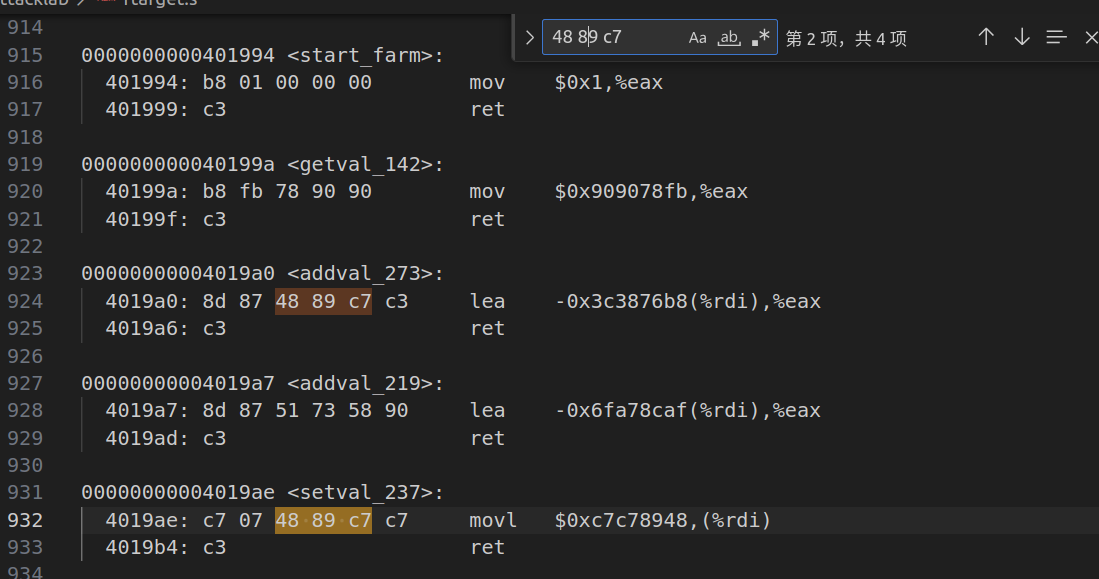 914
915 0000000000401994 <start_farm>:
916 401994: b8 01 00 00 00 mov $0x1,%eax
917 401999: c3 ret
918
919 000000000040199a <getval_142>:
920 40199a: b8 fb 78 90 90 mov $0x909078fb,%eax
921 40199f: c3 ret
922
923 00000000004019a0 <addval_273>:
924 4019a0: 8d 87 48 89 c7 c3 lea -0x3c3876b8(%rdi),%eax
925 4019a6: c3 ret
926
927 00000000004019a7 <addval_219>:
928 4019a7: 8d 87 51 73 58 90 lea -0x6fa78caf(%rdi),%eax
929 4019ad: c3 ret
930
931 00000000004019ae <setval_237>:
932 4019ae: c7 07 48 89 c7 c7 movl $0xc7c78948,(%rdi)
933 4019b4: c3 ret
934
48 89 c7 Aa ab 第 2 项，共 4 项